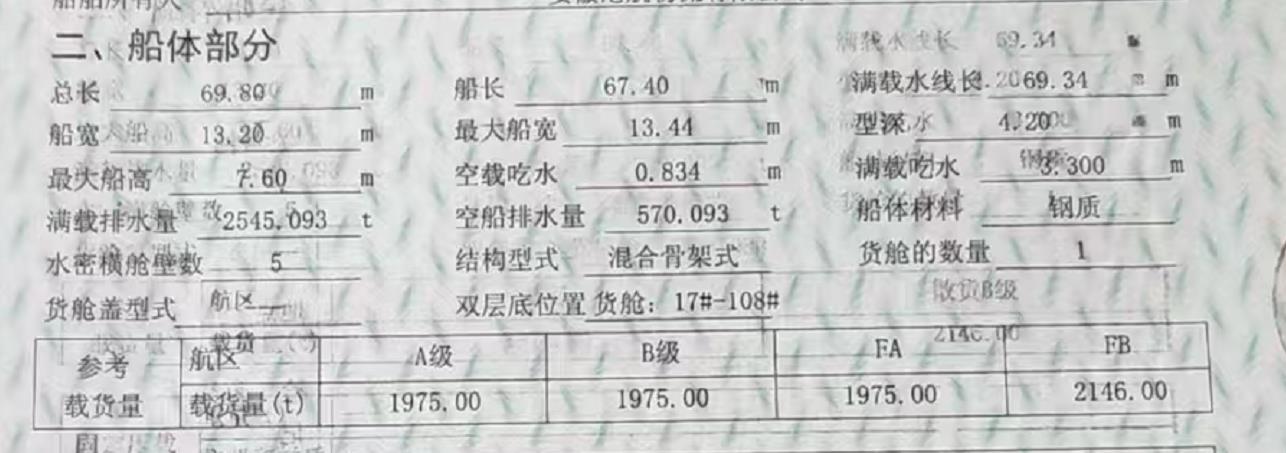 船舶所有人
二、船体部分
总长 69.80 m 船长 67.40 m 满载水线长 69.34 m
船宽 13.20 m 最大船宽 13.44 m 型深 4.20 m
最大船高 7.60 m 空载吃水 0.834 m 满载吃水 3.300 m
满载排水量 2545.093 t 空船排水量 570.093 t 船体材料 钢质
水密横舱壁数 5 结构型式 混合骨架式 货舱的数量 1
货舱盖型式 双层底位置 货舱：17#-108#
参考载货量 航区 A级 B级 FA FB
载货量(t) 1975.00 1975.00 1975.00 2146.00